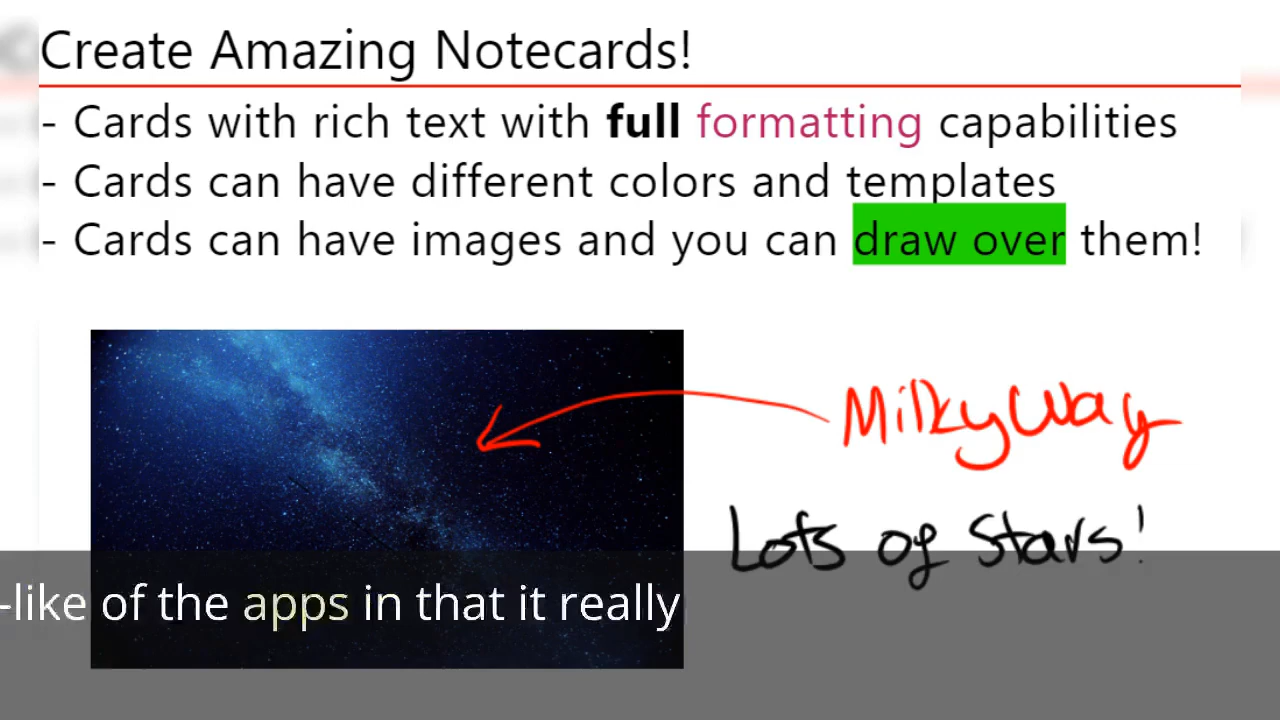 Create Amazing Notecards!
- Cards with rich text with full formatting capabilities
- Cards can have different colors and templates
- Cards can have images and you can draw over them!
Milky Way
Lots of Stars!
-like of the apps in that it really